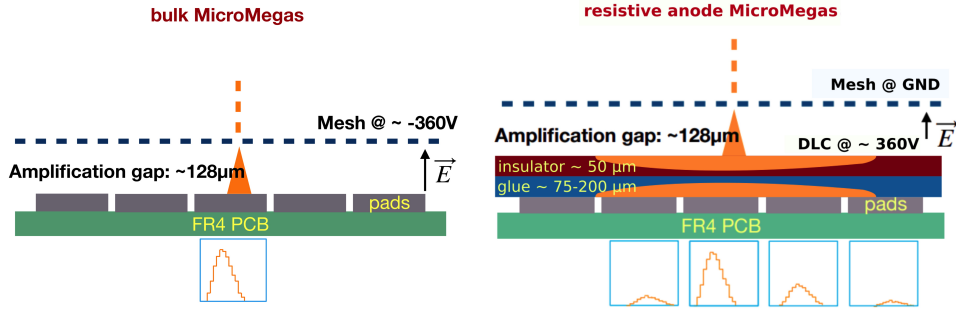 bulk MicroMegas
Mesh @ ~ -360V
Amplification gap: ~128μm
E
pads
FR4 PCB
resistive anode MicroMegas
Mesh @ GND
Amplification gap: ~128μm
DLC @ ~ 360V
E
insulator ~ 50 μm
glue ~ 75-200 μm
pads
FR4 PCB